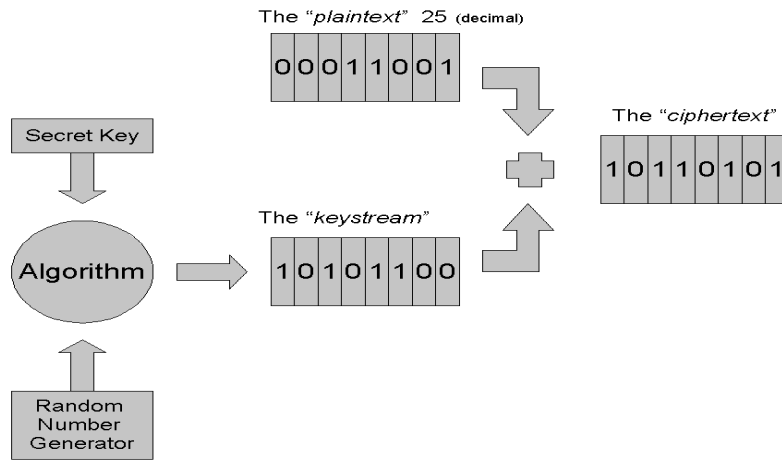 The “plaintext” 25 (decimal)
00011001
Secret Key
The “ciphertext”
10110101
The “keystream”
Algorithm
10101100
Random
Number
Generator